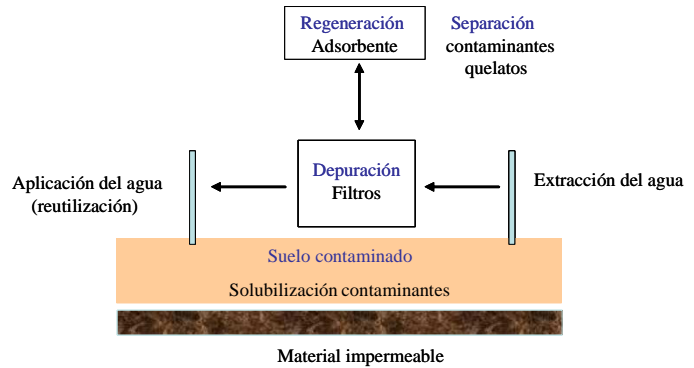 Regeneración
Adsorbente
Separación
contaminantes
quelatos
Depuración
Filtros
Aplicación del agua
(reutilización)
Extracción del agua
Suelo contaminado
Solubilización contaminantes
Material impermeable